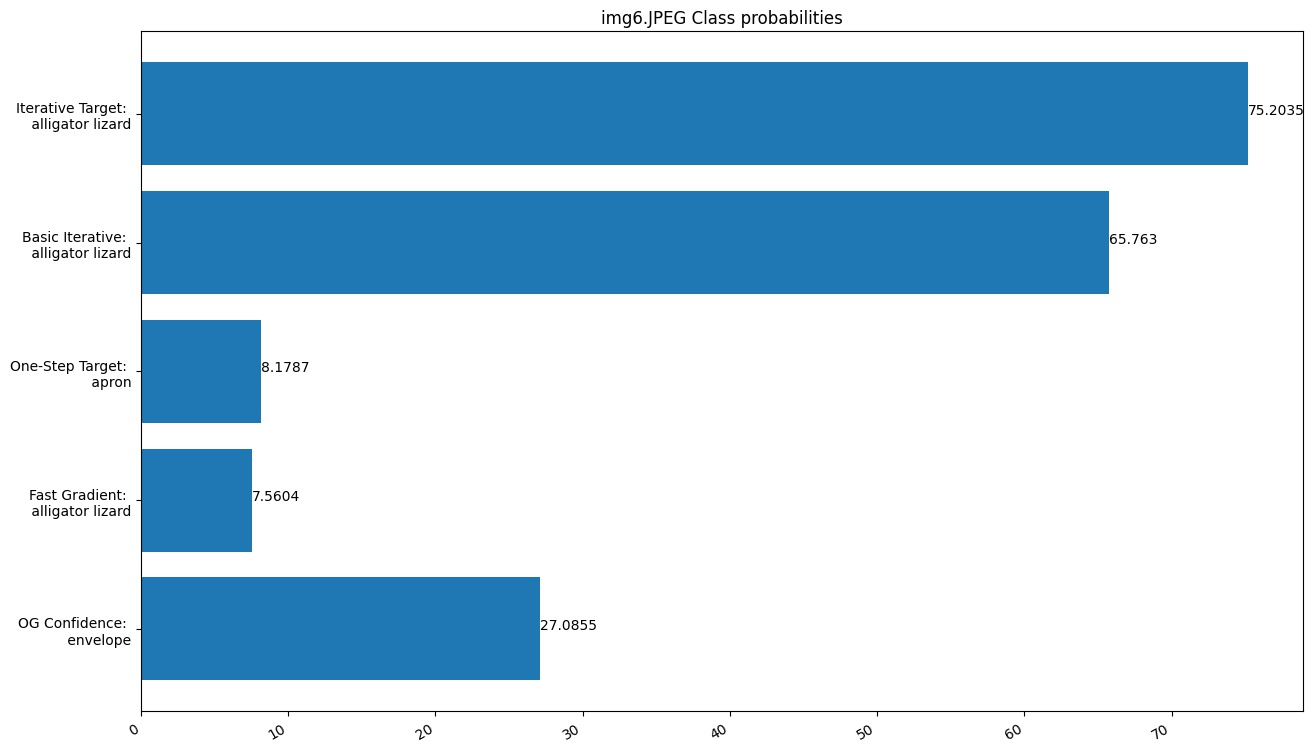 img6.JPEG Class probabilities
Iterative Target:
alligator lizard
75.2035
Basic Iterative:
alligator lizard
65.763
One-Step Target:
apron
8.1787
Fast Gradient:
alligator lizard
7.5604
OG Confidence:
envelope
27.0855
0 10 20 30 40 50 60 70